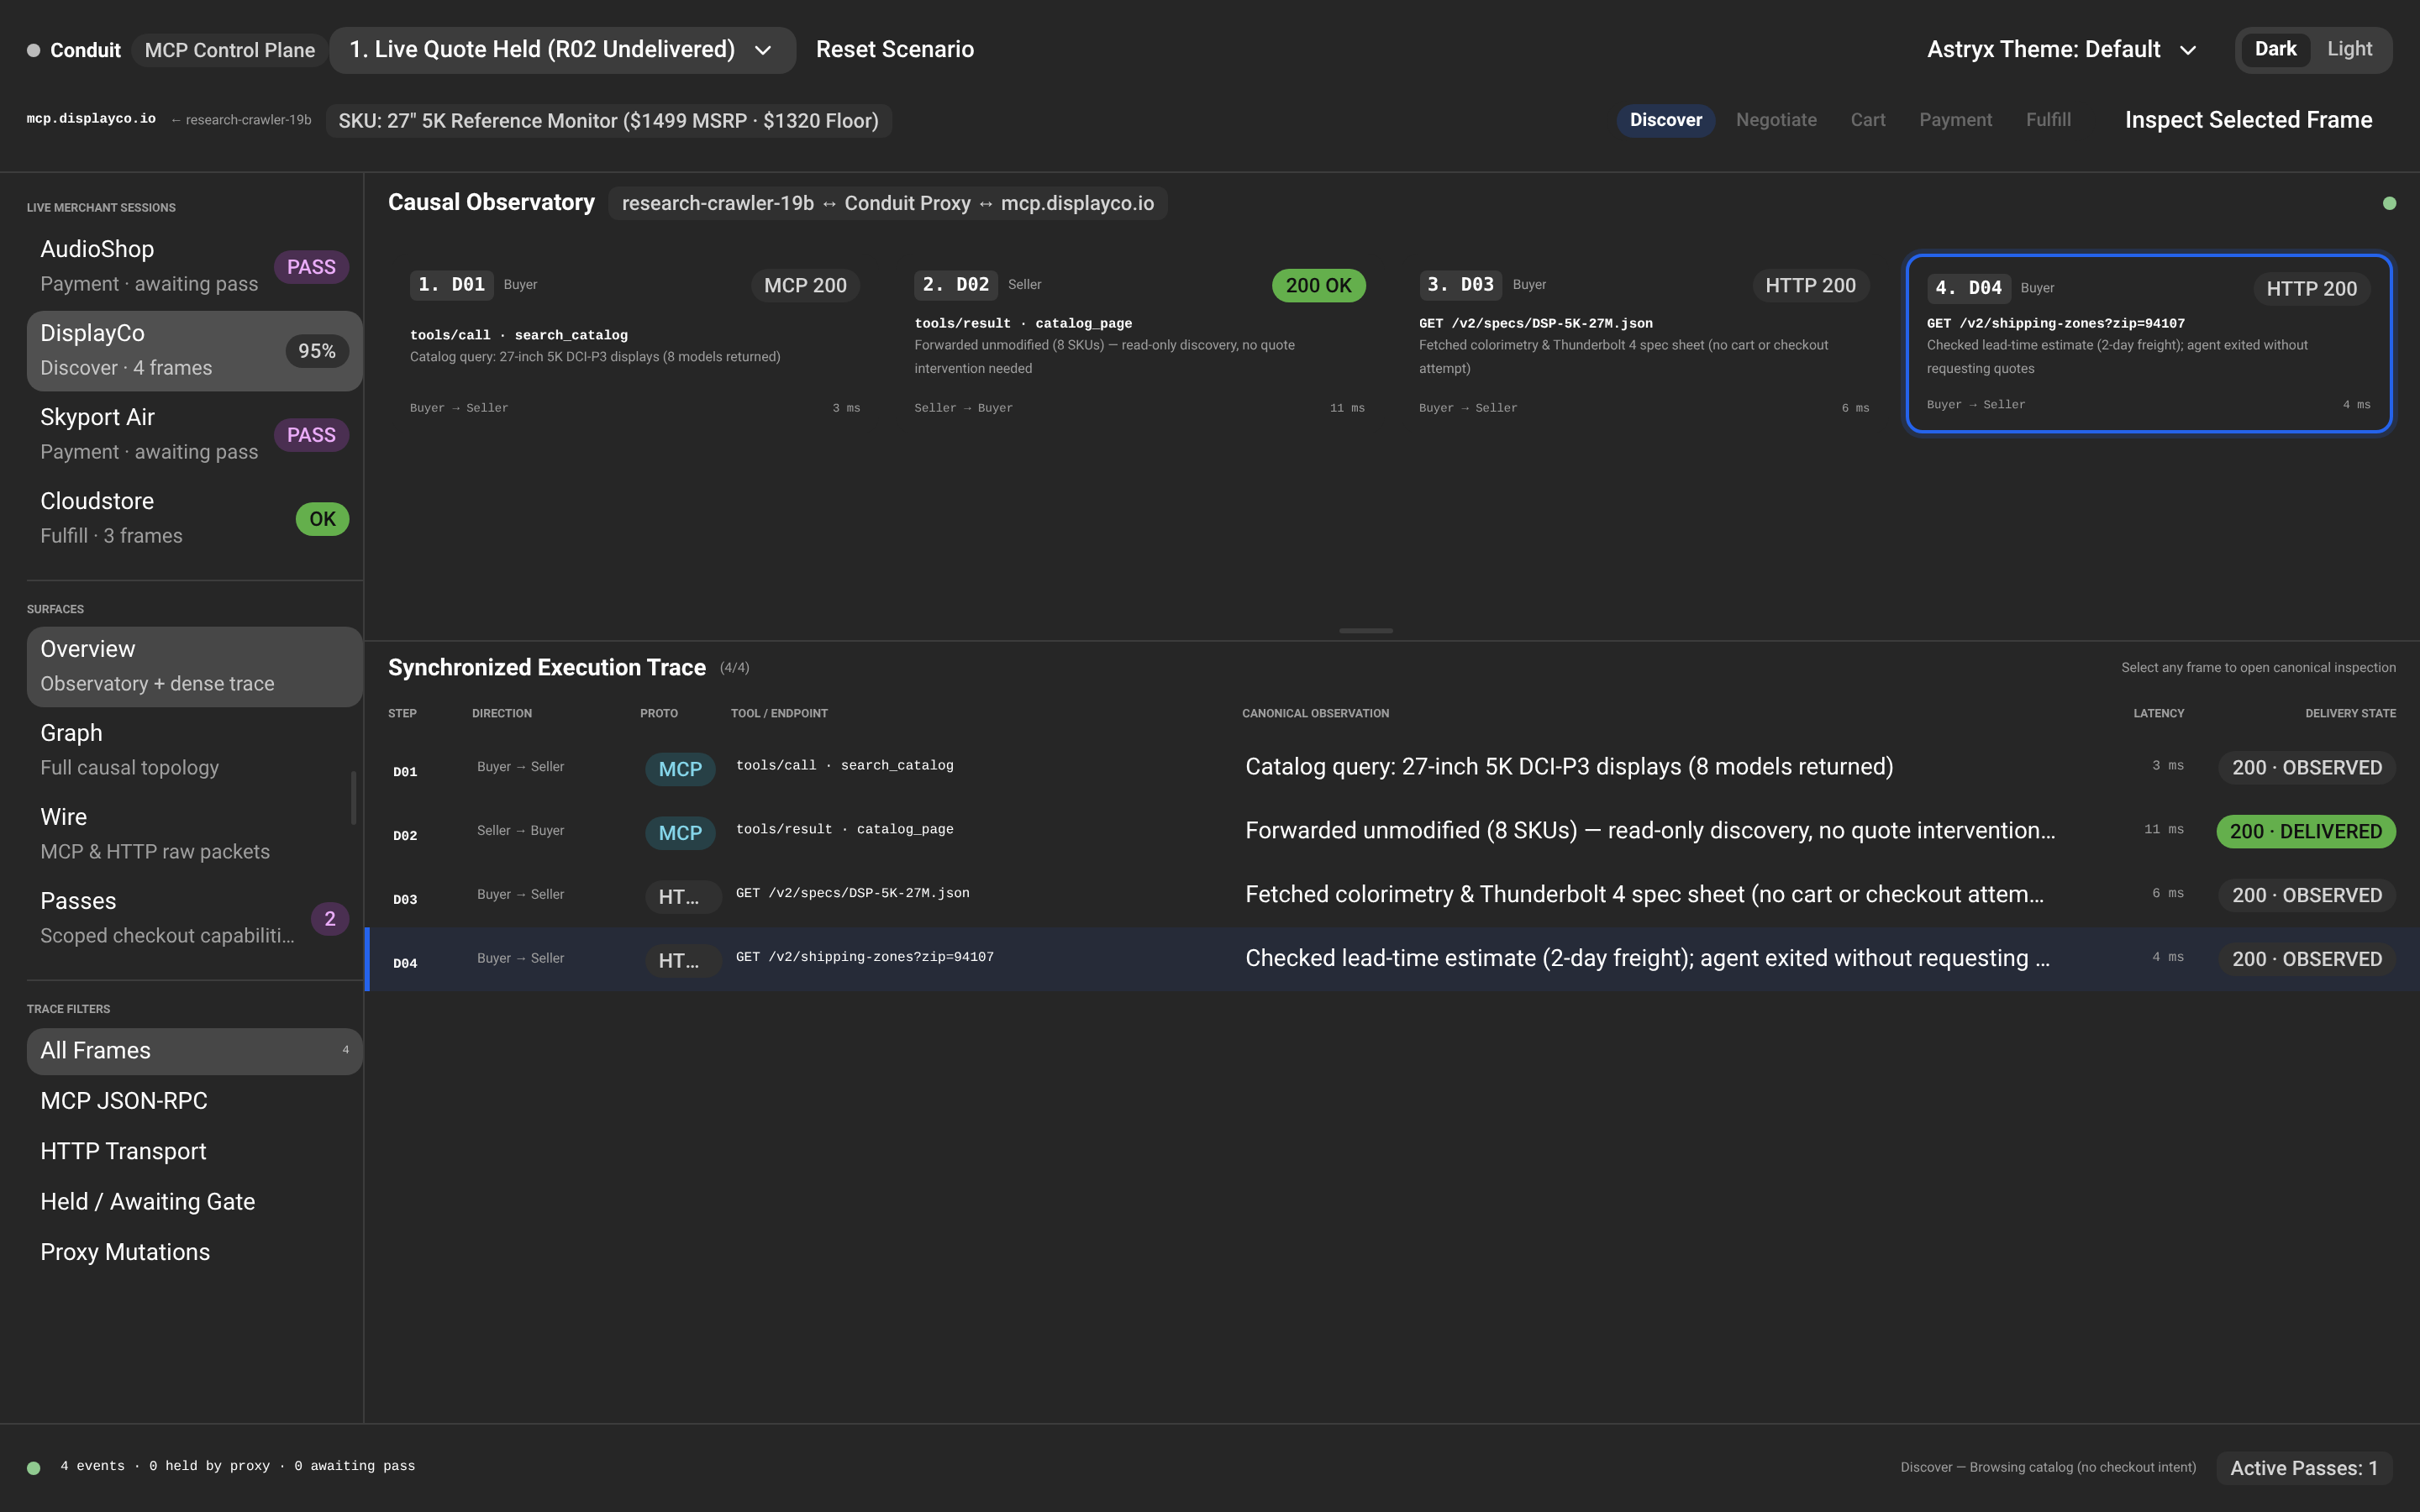 Conduit MCP Control Plane 1. Live Quote Held (R02 Undelivered) Reset Scenario Astryx Theme: Default Dark Light
mcp.displayco.io ← research-crawler-19b SKU: 27" 5K Reference Monitor ($1499 MSRP · $1320 Floor) Discover Negotiate Cart Payment Fulfill Inspect Selected Frame
LIVE MERCHANT SESSIONS
AudioShop
Payment · awaiting pass PASS
DisplayCo
Discover · 4 frames 95%
Skyport Air
Payment · awaiting pass PASS
Cloudstore
Fulfill · 3 frames OK
SURFACES
Overview
Observatory + dense trace
Graph
Full causal topology
Wire
MCP & HTTP raw packets
Passes
Scoped checkout capabiliti... 2
TRACE FILTERS
All Frames 4
MCP JSON-RPC
HTTP Transport
Held / Awaiting Gate
Proxy Mutations
Causal Observatory research-crawler-19b ↔ Conduit Proxy ↔ mcp.displayco.io
1. D01 Buyer MCP 200
tools/call · search_catalog
Catalog query: 27-inch 5K DCI-P3 displays (8 models returned)
Buyer → Seller 3 ms
2. D02 Seller 200 OK
tools/result · catalog_page
Forwarded unmodified (8 SKUs) — read-only discovery, no quote
intervention needed
Seller → Buyer 11 ms
3. D03 Buyer HTTP 200
GET /v2/specs/DSP-5K-27M.json
Fetched colorimetry & Thunderbolt 4 spec sheet (no cart or checkout
attempt)
Buyer → Seller 6 ms
4. D04 Buyer HTTP 200
GET /v2/shipping-zones?zip=94107
Checked lead-time estimate (2-day freight); agent exited without
requesting quotes
Buyer → Seller 4 ms
Synchronized Execution Trace (4/4) Select any frame to open canonical inspection
STEP DIRECTION PROTO TOOL / ENDPOINT CANONICAL OBSERVATION LATENCY DELIVERY STATE
D01 Buyer → Seller MCP tools/call · search_catalog Catalog query: 27-inch 5K DCI-P3 displays (8 models returned) 3 ms 200 · OBSERVED
D02 Seller → Buyer MCP tools/result · catalog_page Forwarded unmodified (8 SKUs) — read-only discovery, no quote intervention... 11 ms 200 · DELIVERED
D03 Buyer → Seller HT... GET /v2/specs/DSP-5K-27M.json Fetched colorimetry & Thunderbolt 4 spec sheet (no cart or checkout attem... 6 ms 200 · OBSERVED
D04 Buyer → Seller HT... GET /v2/shipping-zones?zip=94107 Checked lead-time estimate (2-day freight); agent exited without requesting ... 4 ms 200 · OBSERVED
4 events · 0 held by proxy · 0 awaiting pass Discover — Browsing catalog (no checkout intent) Active Passes: 1